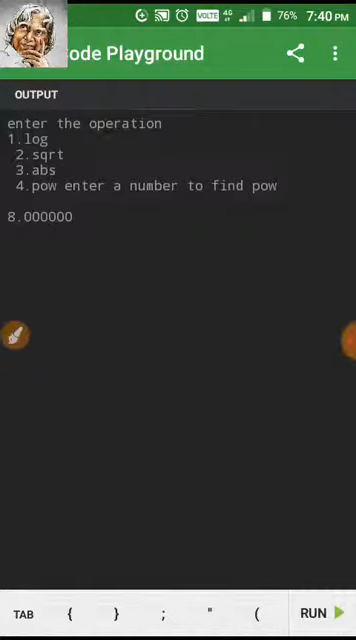 VOLTE 4G 76% 7:40 PM
ode Playground
OUTPUT
enter the operation
1.log
2.sqrt
3.abs
4.pow enter a number to find pow
8.000000
TAB { } ; " ( RUN